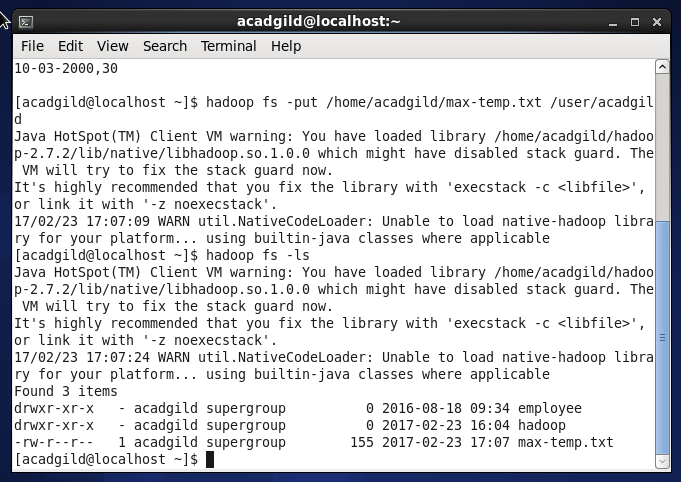 acadgild@localhost:~
File Edit View Search Terminal Help
10-03-2000,30
[acadgild@localhost ~]$ hadoop fs -put /home/acadgild/max-temp.txt /user/acadgil
d
Java HotSpot(TM) Client VM warning: You have loaded library /home/acadgild/hadoo
p-2.7.2/lib/native/libhadoop.so.1.0.0 which might have disabled stack guard. The
 VM will try to fix the stack guard now.
It's highly recommended that you fix the library with 'execstack -c <libfile>',
or link it with '-z noexecstack'.
17/02/23 17:07:09 WARN util.NativeCodeLoader: Unable to load native-hadoop libra
ry for your platform... using builtin-java classes where applicable
[acadgild@localhost ~]$ hadoop fs -ls
Java HotSpot(TM) Client VM warning: You have loaded library /home/acadgild/hadoo
p-2.7.2/lib/native/libhadoop.so.1.0.0 which might have disabled stack guard. The
 VM will try to fix the stack guard now.
It's highly recommended that you fix the library with 'execstack -c <libfile>',
or link it with '-z noexecstack'.
17/02/23 17:07:24 WARN util.NativeCodeLoader: Unable to load native-hadoop libra
ry for your platform... using builtin-java classes where applicable
Found 3 items
drwxr-xr-x   - acadgild supergroup          0 2016-08-18 09:34 employee
drwxr-xr-x   - acadgild supergroup          0 2017-02-23 16:04 hadoop
-rw-r--r--   1 acadgild supergroup        155 2017-02-23 17:07 max-temp.txt
[acadgild@localhost ~]$